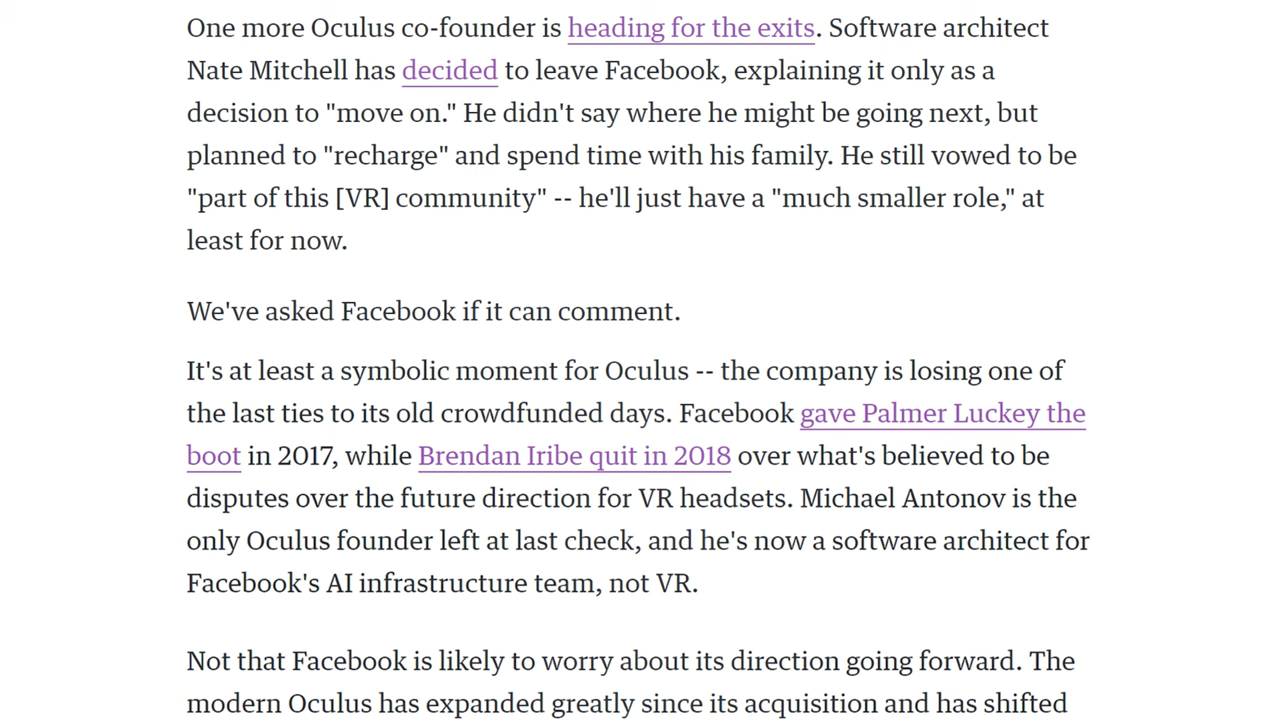 One more Oculus co-founder is heading for the exits. Software architect
Nate Mitchell has decided to leave Facebook, explaining it only as a
decision to "move on." He didn't say where he might be going next, but
planned to "recharge" and spend time with his family. He still vowed to be
"part of this [VR] community" -- he'll just have a "much smaller role," at
least for now.
We've asked Facebook if it can comment.
It's at least a symbolic moment for Oculus -- the company is losing one of
the last ties to its old crowdfunded days. Facebook gave Palmer Luckey the
boot in 2017, while Brendan Iribe quit in 2018 over what's believed to be
disputes over the future direction for VR headsets. Michael Antonov is the
only Oculus founder left at last check, and he's now a software architect for
Facebook's AI infrastructure team, not VR.
Not that Facebook is likely to worry about its direction going forward. The
modern Oculus has expanded greatly since its acquisition and has shifted